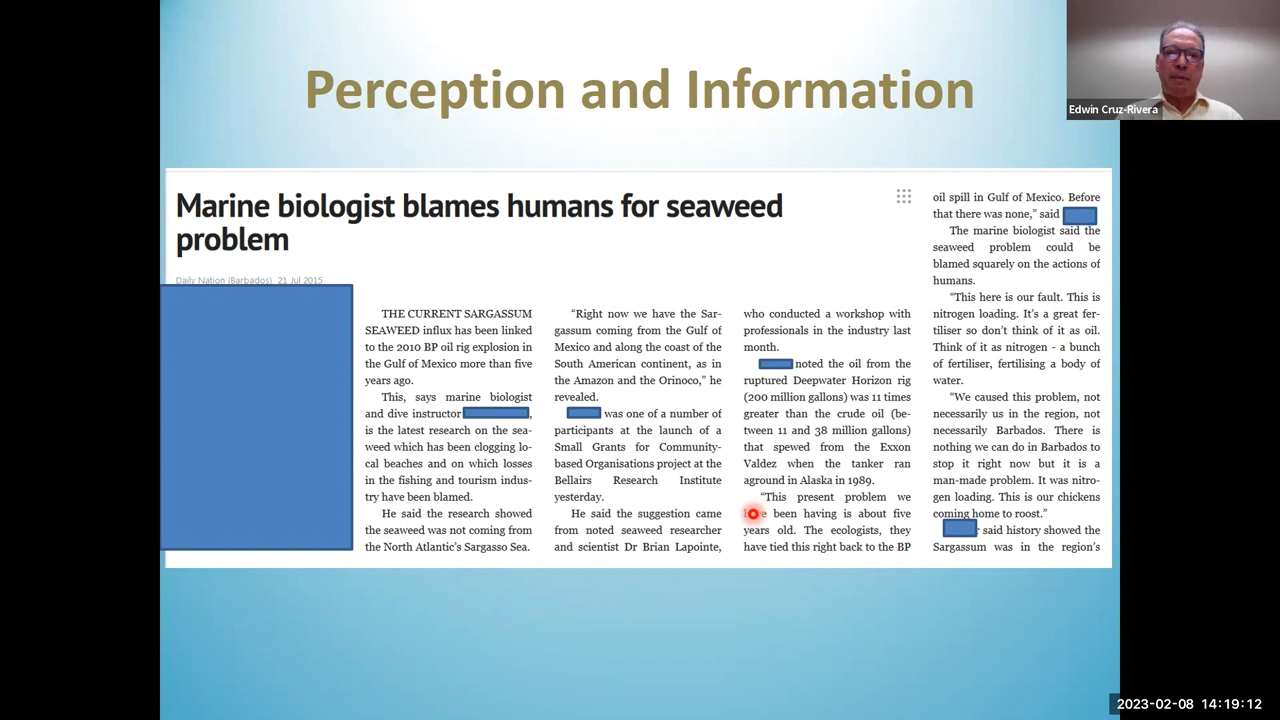 Perception and Information
Edwin Cruz-Rivera
Marine biologist blames humans for seaweed
problem
Daily Nation (Barbados) 21 Jul 2015
THE CURRENT SARGASSUM
SEAWEED influx has been linked
to the 2010 BP oil rig explosion in
the Gulf of Mexico more than five
years ago.
This, says marine biologist
and dive instructor ,
is the latest research on the sea-
weed which has been clogging lo-
cal beaches and on which losses
in the fishing and tourism indus-
try have been blamed.
He said the research showed
the seaweed was not coming from
the North Atlantic's Sargasso Sea.
"Right now we have the Sar-
gassum coming from the Gulf of
Mexico and along the coast of the
South American continent, as in
the Amazon and the Orinoco," he
revealed.
was one of a number of
participants at the launch of a
Small Grants for Community-
based Organisations project at the
Bellairs Research Institute
yesterday.
He said the suggestion came
from noted seaweed researcher
and scientist Dr Brian Lapointe,
who conducted a workshop with
professionals in the industry last
month.
noted the oil from the
ruptured Deepwater Horizon rig
(200 million gallons) was 11 times
greater than the crude oil (be-
tween 11 and 38 million gallons)
that spewed from the Exxon
Valdez when the tanker ran
aground in Alaska in 1989.
"This present problem we
have been having is about five
years old. The ecologists, they
have tied this right back to the BP
oil spill in Gulf of Mexico. Before
that there was none," said
The marine biologist said the
seaweed problem could be
blamed squarely on the actions of
humans.
"This here is our fault. This is
nitrogen loading. It's a great fer-
tiliser so don't think of it as oil.
Think of it as nitrogen - a bunch
of fertiliser, fertilising a body of
water.
"We caused this problem, not
necessarily us in the region, not
necessarily Barbados. There is
nothing we can do in Barbados to
stop it right now but it is a
man-made problem. It was nitro-
gen loading. This is our chickens
coming home to roost."
said history showed the
Sargassum was in the region's
2023-02-08 14:19:12